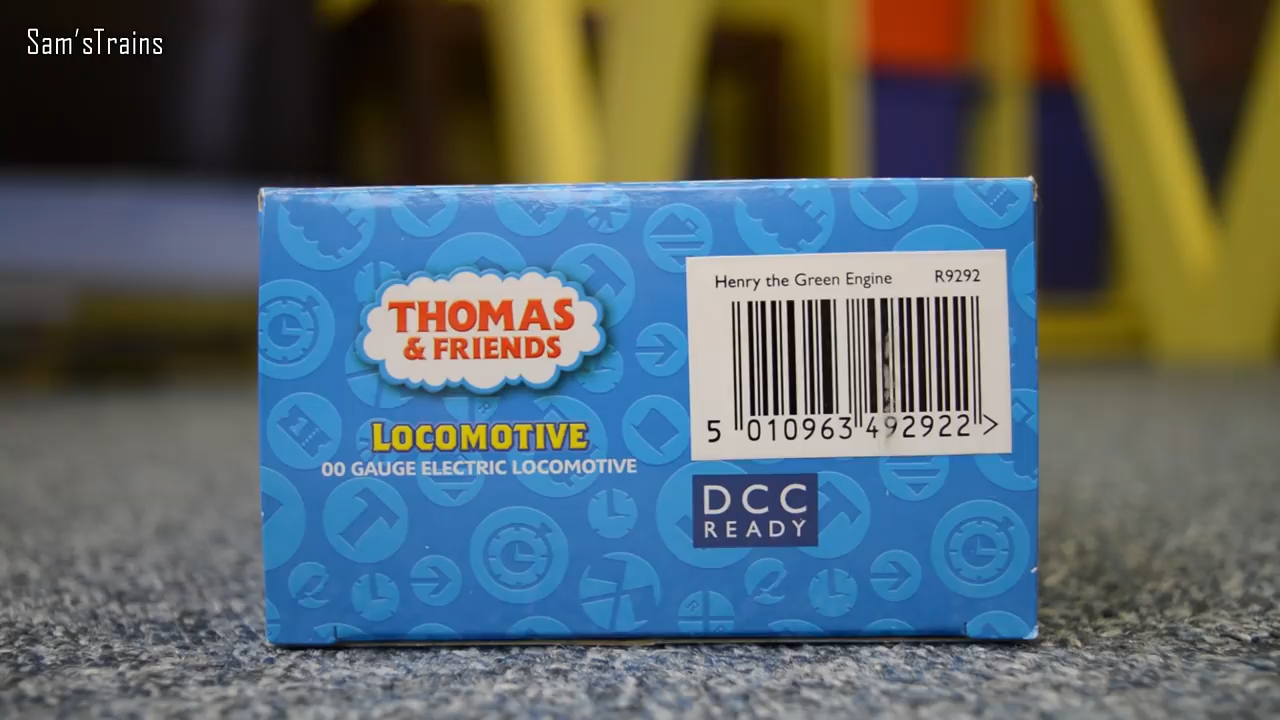 Sam'sTrains
THOMAS
& FRIENDS
LOCOMOTIVE
00 GAUGE ELECTRIC LOCOMOTIVE
Henry the Green Engine R9292
5 010963 492922 >
DCC
READY